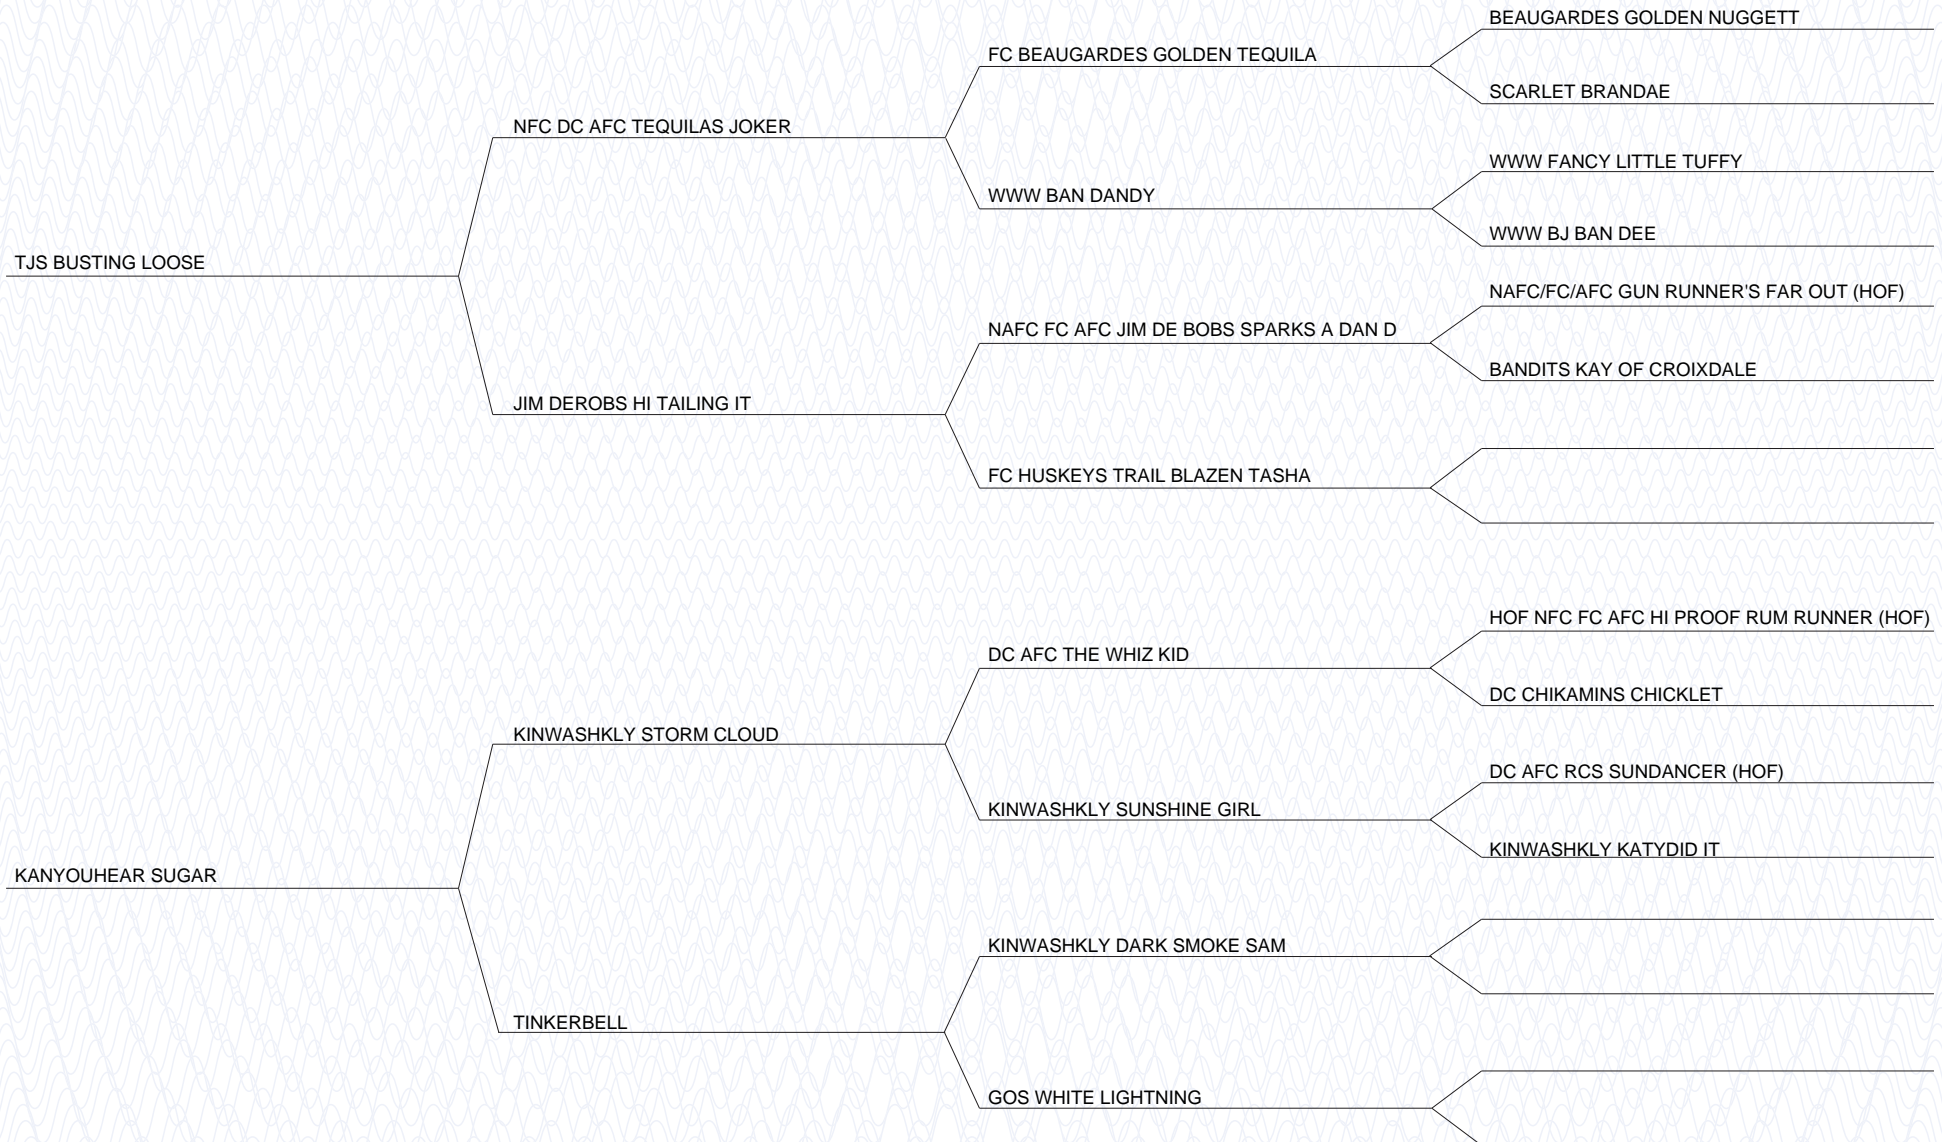 BEAUGARDES GOLDEN NUGGETT
FC BEAUGARDES GOLDEN TEQUILA
SCARLET BRANDAE
NFC DC AFC TEQUILAS JOKER
WWW FANCY LITTLE TUFFY
WWW BAN DANDY
WWW BJ BAN DEE
TJS BUSTING LOOSE
NAFC/FC/AFC GUN RUNNER'S FAR OUT (HOF)
NAFC FC AFC JIM DE BOBS SPARKS A DAN D
BANDITS KAY OF CROIXDALE
JIM DEROBS HI TAILING IT
FC HUSKEYS TRAIL BLAZEN TASHA
HOF NFC FC AFC HI PROOF RUM RUNNER (HOF)
DC AFC THE WHIZ KID
DC CHIKAMINS CHICKLET
KINWASHKLY STORM CLOUD
DC AFC RCS SUNDANCER (HOF)
KINWASHKLY SUNSHINE GIRL
KINWASHKLY KATYDID IT
KANYOUHEAR SUGAR
KINWASHKLY DARK SMOKE SAM
TINKERBELL
GOS WHITE LIGHTNING